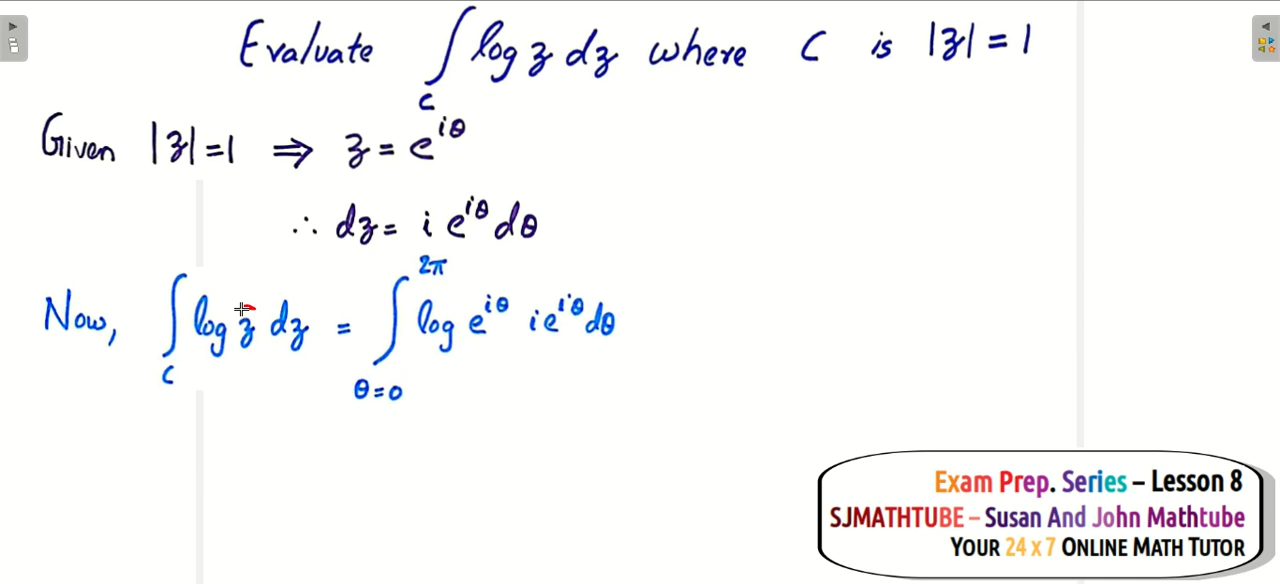 Evaluate ∫_C log z dz where C is |z| = 1
Given |z| = 1 ⇒ z = e^{iθ}
∴ dz = i e^{iθ} dθ
Now, ∫_C log z dz = ∫_{θ=0}^{2π} log e^{iθ} i e^{iθ} dθ
Exam Prep. Series – Lesson 8
SJMATHTUBE – Susan And John Mathtube
YOUR 24 x 7 ONLINE MATH TUTOR